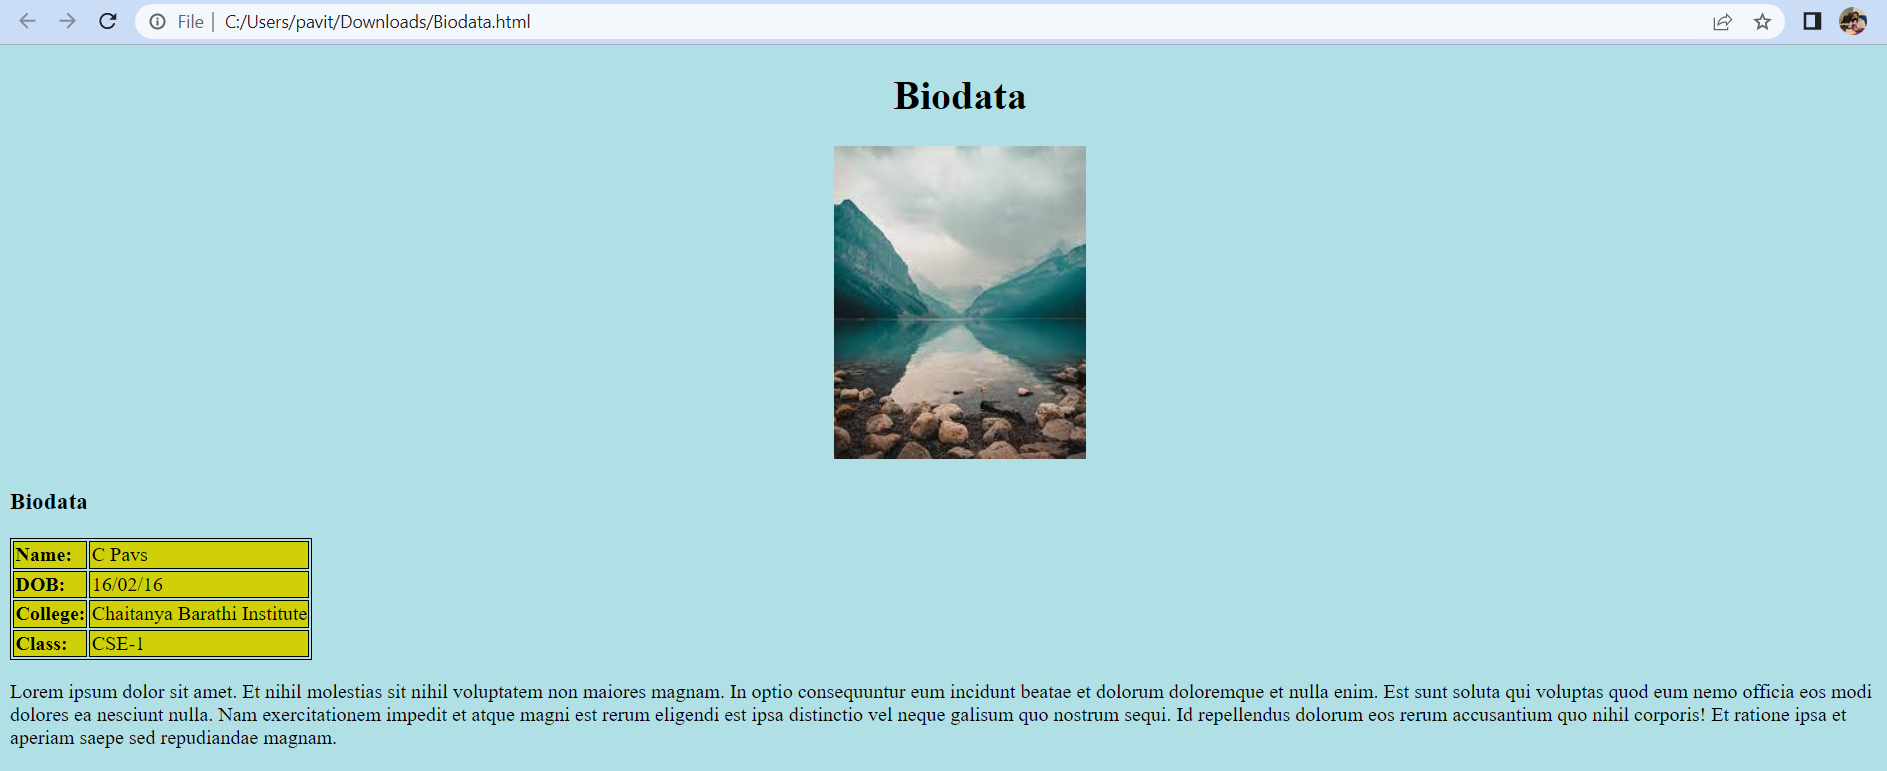 File | C:/Users/pavit/Downloads/Biodata.html
Biodata
Biodata
Name: C Pavs
DOB: 16/02/16
College: Chaitanya Barathi Institute
Class: CSE-1
Lorem ipsum dolor sit amet. Et nihil molestias sit nihil voluptatem non maiores magnam. In optio consequuntur eum incidunt beatae et dolorum doloremque et nulla enim. Est sunt soluta qui voluptas quod eum nemo officia eos modi
dolores ea nesciunt nulla. Nam exercitationem impedit et atque magni est rerum eligendi est ipsa distinctio vel neque galisum quo nostrum sequi. Id repellendus dolorum eos rerum accusantium quo nihil corporis! Et ratione ipsa et
aperiam saepe sed repudiandae magnam.